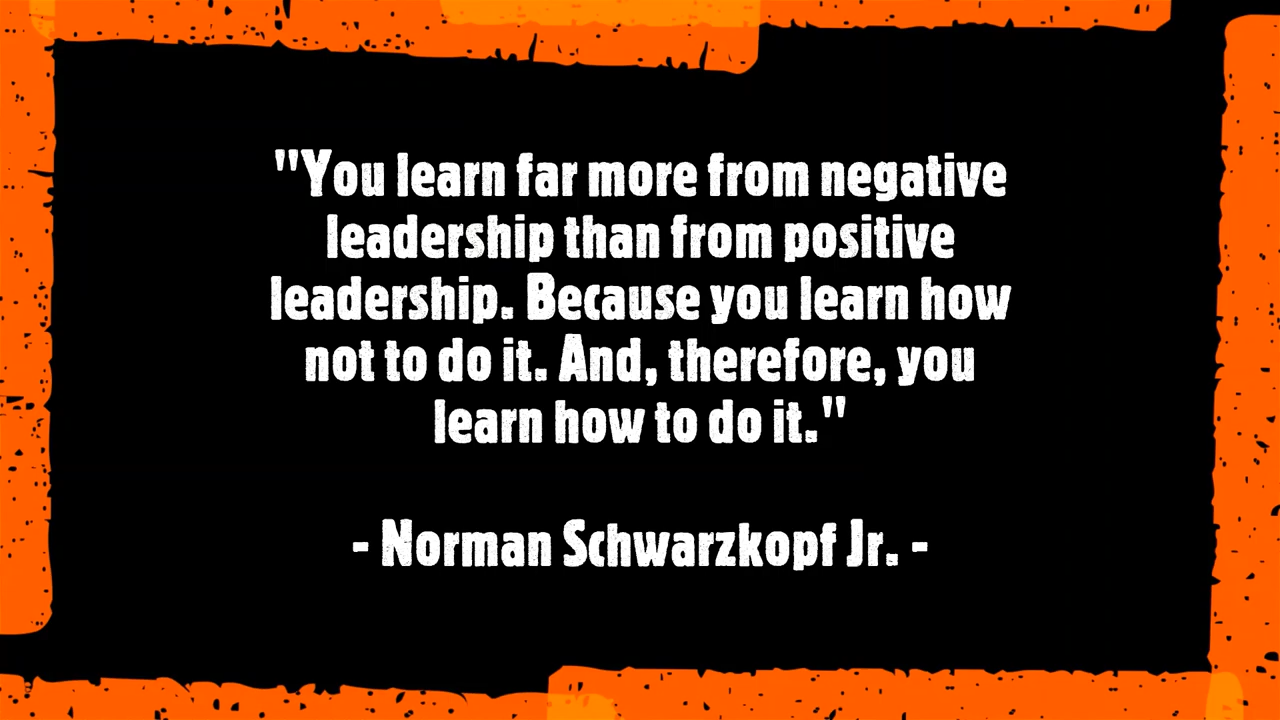 "You learn far more from negative
leadership than from positive
leadership. Because you learn how
not to do it. And, therefore, you
learn how to do it."
- Norman Schwarzkopf Jr. -